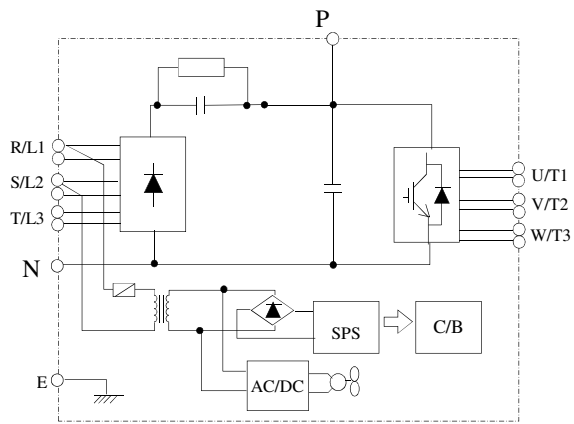 P
R/L1
S/L2
T/L3
U/T1
V/T2
W/T3
N
SPS
C/B
E
AC/DC